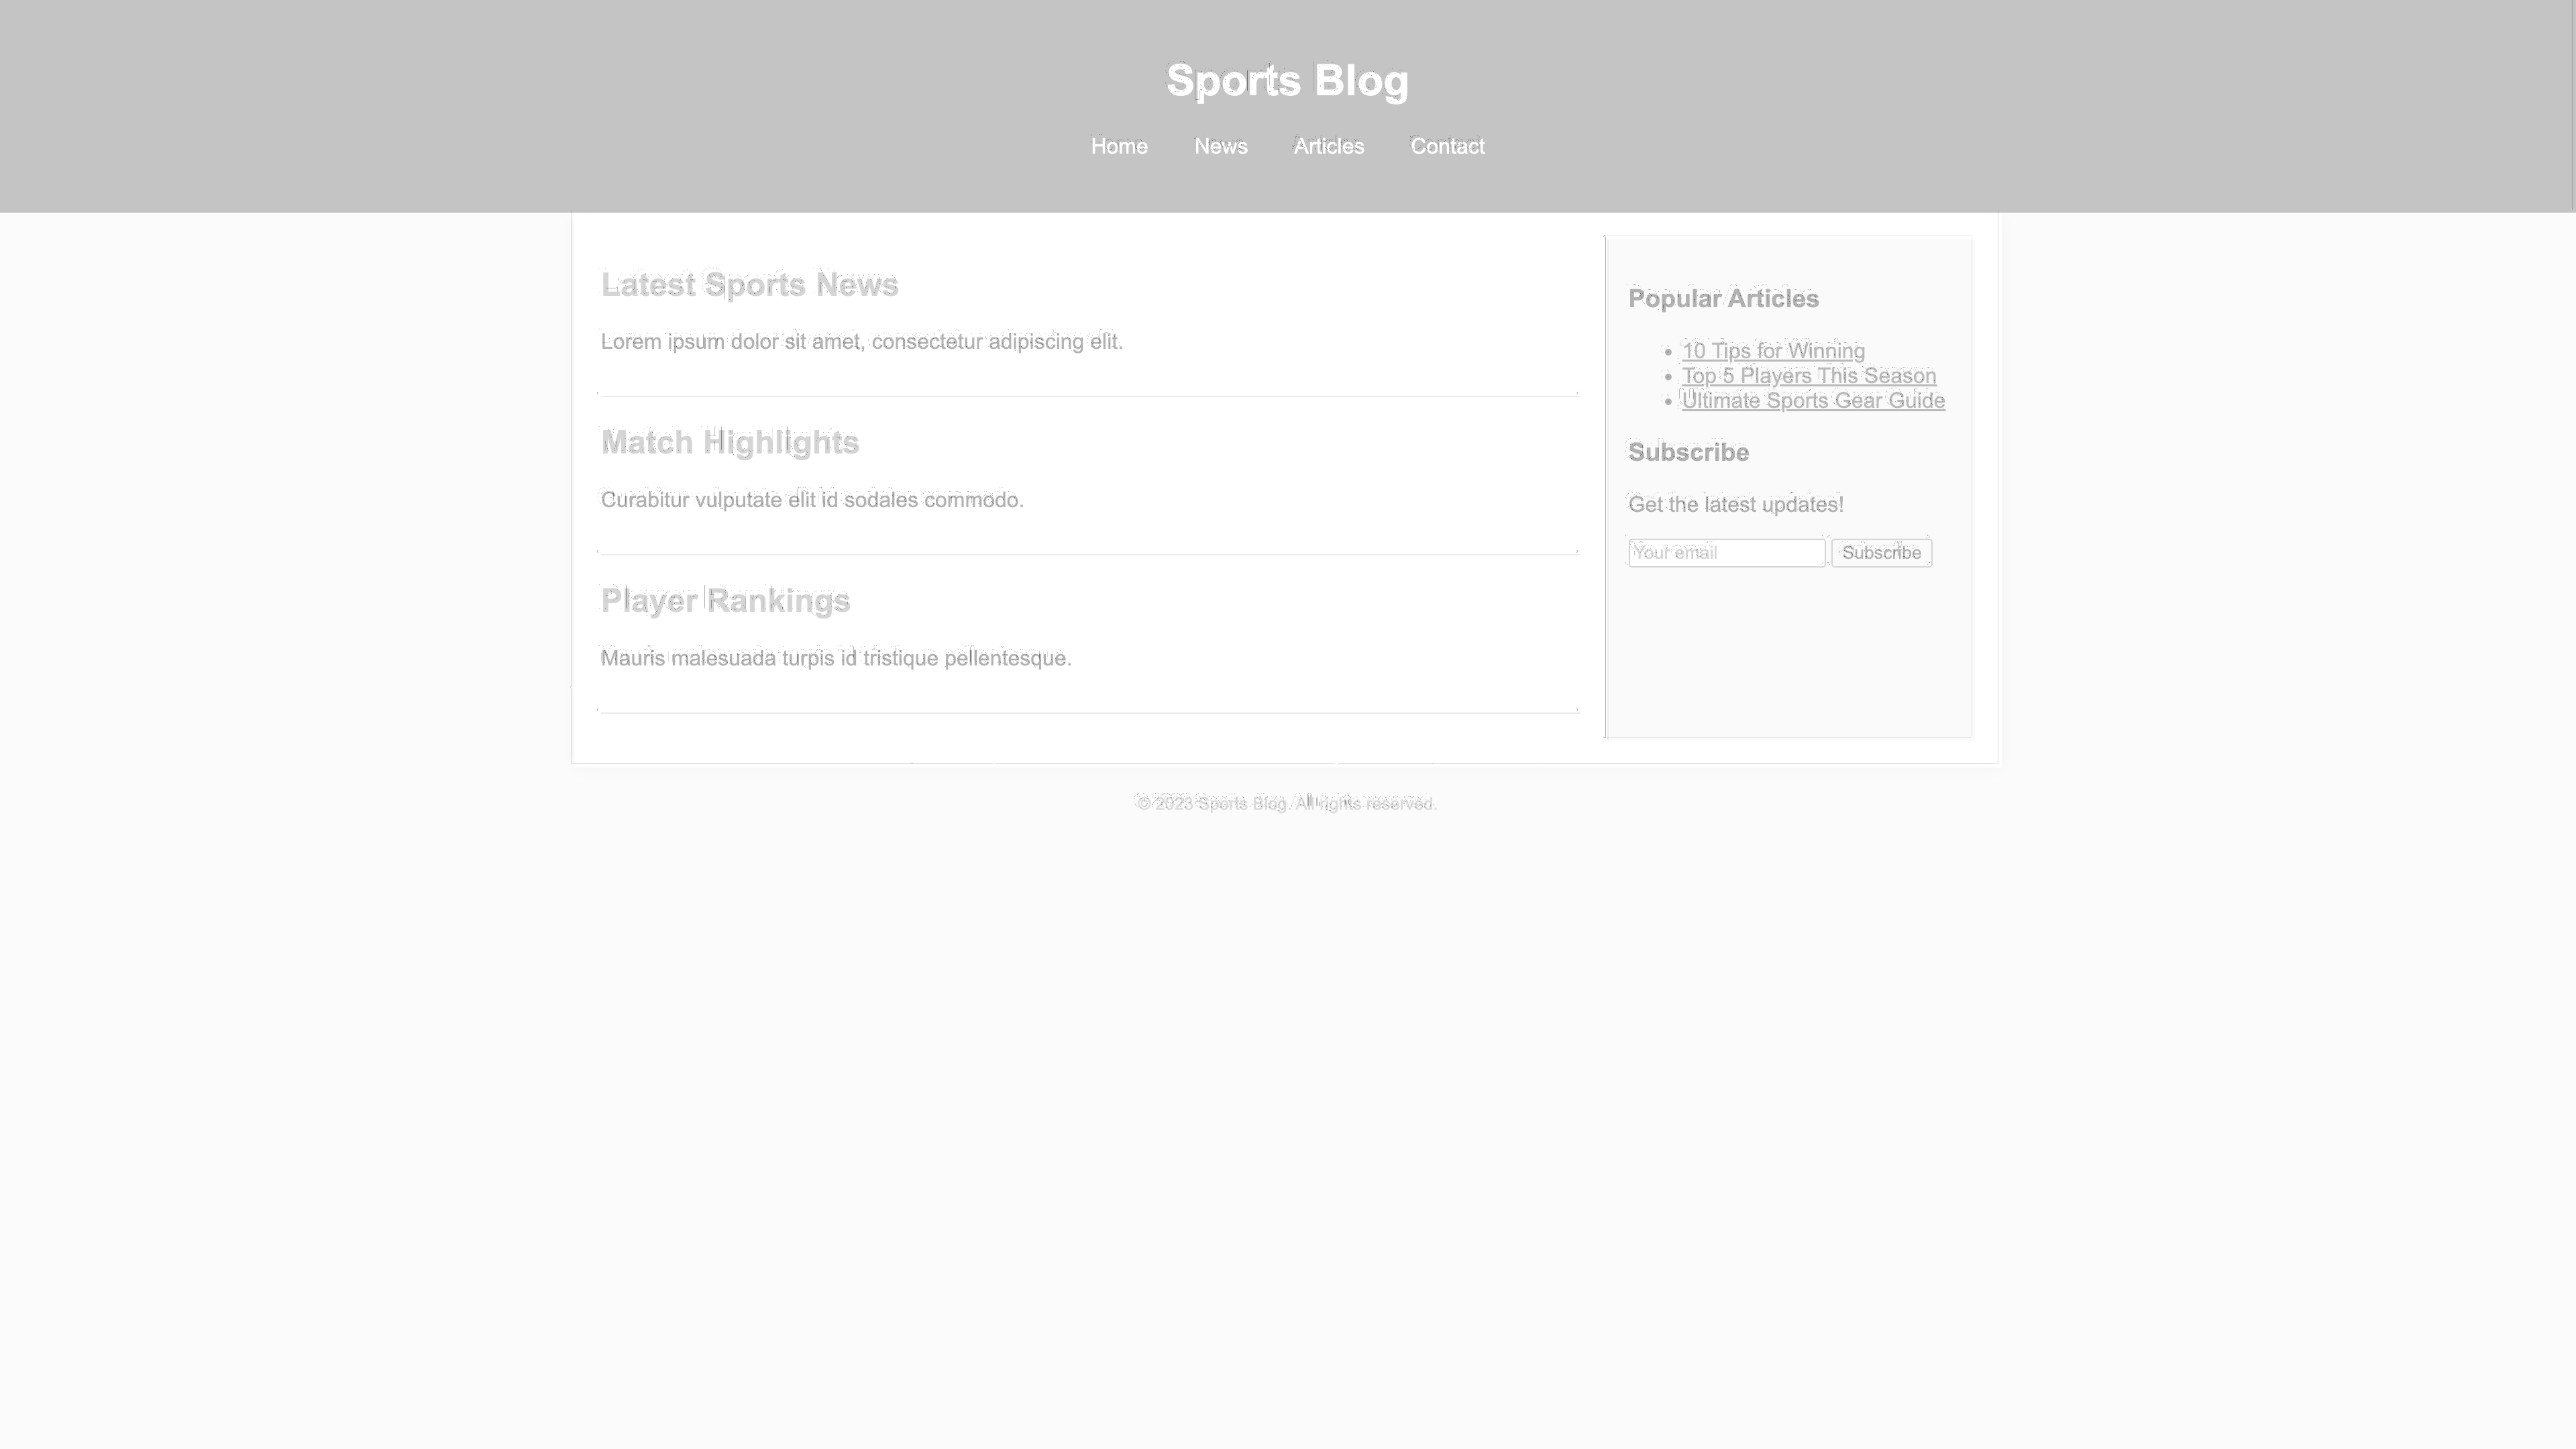 Sports Blog
Home News Articles Contact
Latest Sports News
Lorem ipsum dolor sit amet, consectetur adipiscing elit.
Match Highlights
Curabitur vulputate elit id sodales commodo.
Player Rankings
Mauris malesuada turpis id tristique pellentesque.
Popular Articles
10 Tips for Winning
Top 5 Players This Season
Ultimate Sports Gear Guide
Subscribe
Get the latest updates!
Your email Subscribe
© 2023 Sports Blog. All rights reserved.